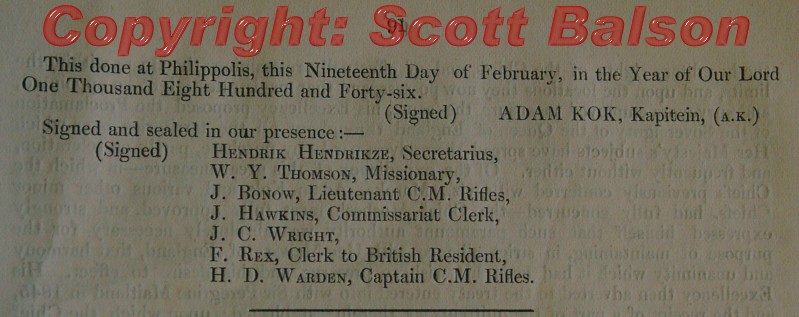 Copyright: Scott Balson
91
This done at Philippolis, this Nineteenth Day of February, in the Year of Our Lord
One Thousand Eight Hundred and Forty-six.
(Signed) ADAM KOK, Kapitein, (A.K.)
Signed and sealed in our presence:—
(Signed) HENDRIK HENDRIKZE, Secretarius,
W. Y. THOMSON, Missionary,
J. BONOW, Lieutenant C.M. Rifles,
J. HAWKINS, Commissariat Clerk,
J. C. WRIGHT,
F. REX, Clerk to British Resident,
H. D. WARDEN, Captain C.M. Rifles.